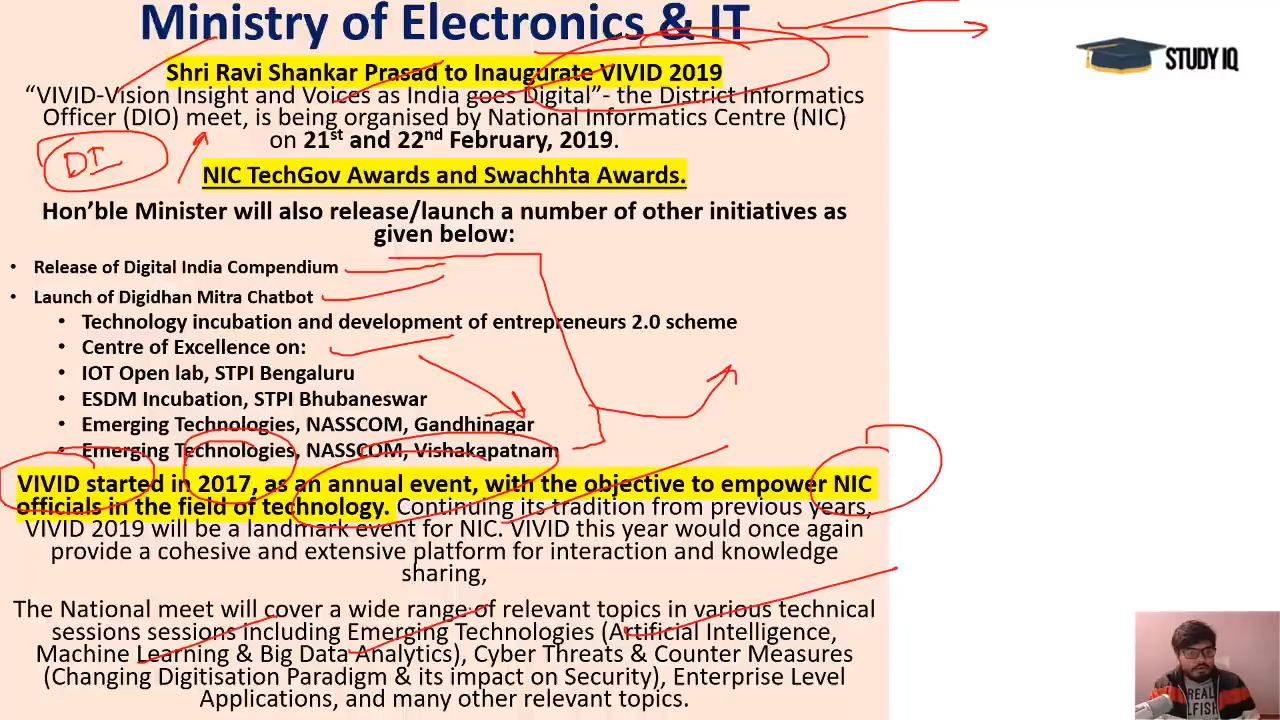 Ministry of Electronics & IT
STUDY IQ
Shri Ravi Shankar Prasad to Inaugurate VIVID 2019
“VIVID-Vision Insight and Voices as India goes Digital”- the District Informatics
Officer (DIO) meet, is being organised by National Informatics Centre (NIC)
on 21st and 22nd February, 2019.
DI
NIC TechGov Awards and Swachhta Awards.
Hon’ble Minister will also release/launch a number of other initiatives as
given below:
• Release of Digital India Compendium
• Launch of Digidhan Mitra Chatbot
• Technology incubation and development of entrepreneurs 2.0 scheme
• Centre of Excellence on:
• IOT Open lab, STPI Bengaluru
• ESDM Incubation, STPI Bhubaneswar
• Emerging Technologies, NASSCOM, Gandhinagar
• Emerging Technologies, NASSCOM, Vishakapatnam
VIVID started in 2017, as an annual event, with the objective to empower NIC
officials in the field of technology. Continuing its tradition from previous years,
VIVID 2019 will be a landmark event for NIC. VIVID this year would once again
provide a cohesive and extensive platform for interaction and knowledge
sharing,
The National meet will cover a wide range of relevant topics in various technical
sessions sessions including Emerging Technologies (Artificial Intelligence,
Machine Learning & Big Data Analytics), Cyber Threats & Counter Measures
(Changing Digitisation Paradigm & its impact on Security), Enterprise Level
Applications, and many other relevant topics.
REAL